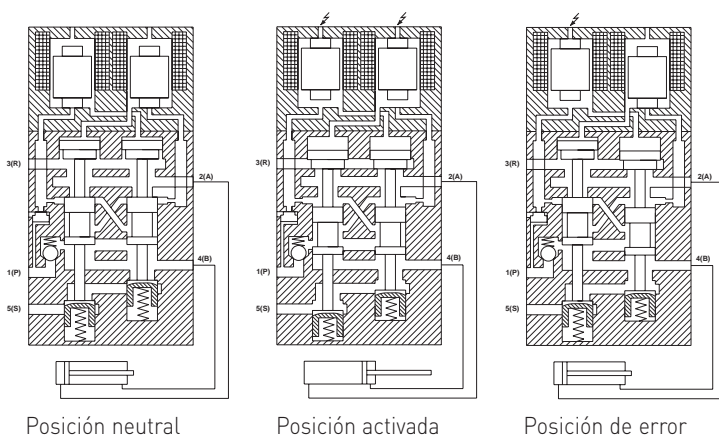 3(R)
2(A)
4(B)
1(P)
5(S)
3(R)
2(A)
4(B)
1(P)
5(S)
3(R)
2(A)
4(B)
1(P)
5(S)
Posición neutral
Posición activada
Posición de error